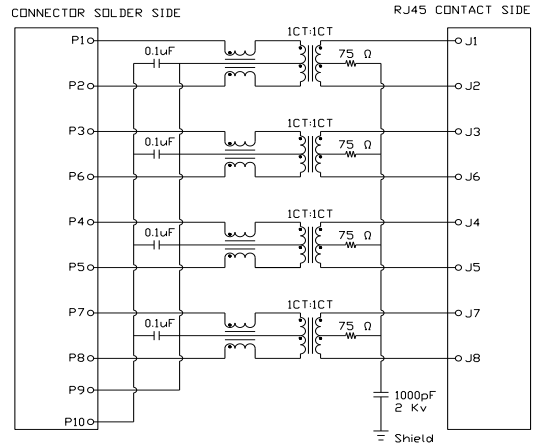 CONNECTOR SOLDER SIDE
RJ45 CONTACT SIDE
1CT:1CT
P1
0.1uF
75 Ω
J1
P2
J2
1CT:1CT
P3
0.1uF
75 Ω
J3
P6
J6
1CT:1CT
P4
0.1uF
75 Ω
J4
P5
J5
1CT:1CT
P7
0.1uF
75 Ω
J7
P8
J8
P9
1000pF
2 Kv
P10
Shield